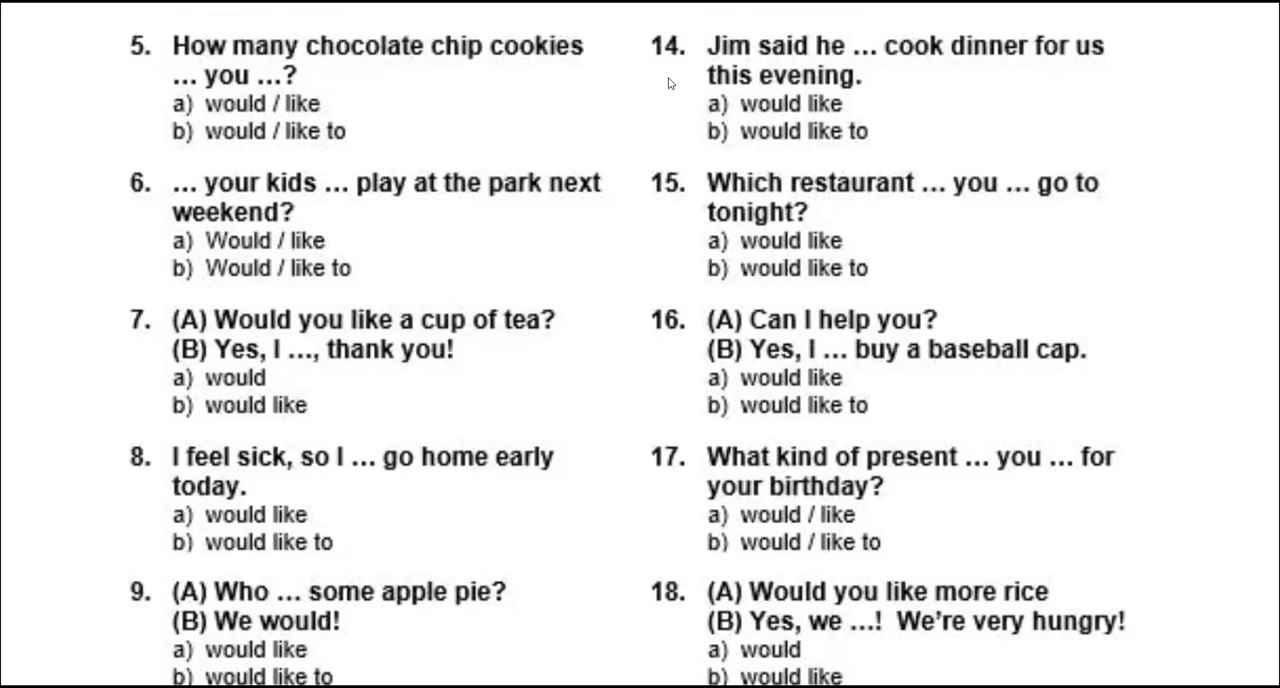 5. How many chocolate chip cookies
… you …?
a) would / like
b) would / like to
6. … your kids … play at the park next
weekend?
a) Would / like
b) Would / like to
7. (A) Would you like a cup of tea?
(B) Yes, I …, thank you!
a) would
b) would like
8. I feel sick, so I … go home early
today.
a) would like
b) would like to
9. (A) Who … some apple pie?
(B) We would!
a) would like
b) would like to
14. Jim said he … cook dinner for us
this evening.
a) would like
b) would like to
15. Which restaurant … you … go to
tonight?
a) would like
b) would like to
16. (A) Can I help you?
(B) Yes, I … buy a baseball cap.
a) would like
b) would like to
17. What kind of present … you … for
your birthday?
a) would / like
b) would / like to
18. (A) Would you like more rice
(B) Yes, we …! We’re very hungry!
a) would
b) would like